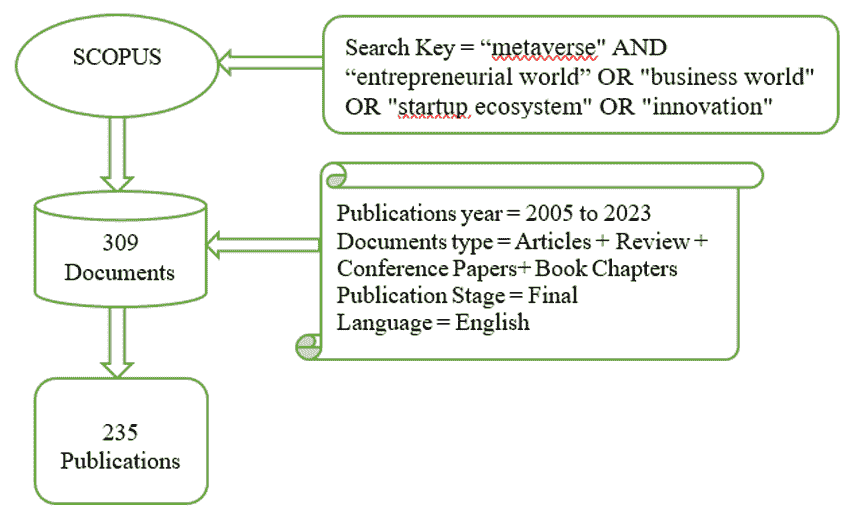 SCOPUS
Search Key = “metaverse" AND
“entrepreneurial world” OR "business world"
OR "startup ecosystem" OR "innovation"
309
Documents
Publications year = 2005 to 2023
Documents type = Articles + Review +
Conference Papers+ Book Chapters
Publication Stage = Final
Language = English
235
Publications